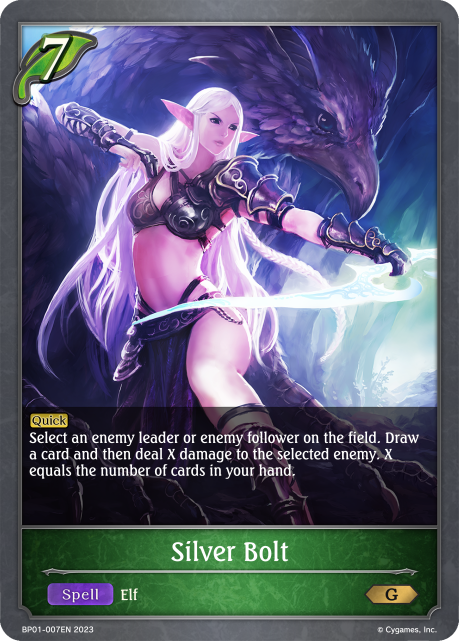 7
Quick
Select an enemy leader or enemy follower on the field. Draw
a card and then deal X damage to the selected enemy. X
equals the number of cards in your hand.
Silver Bolt
Spell Elf G
BP01-007EN 2023 © Cygames, Inc.